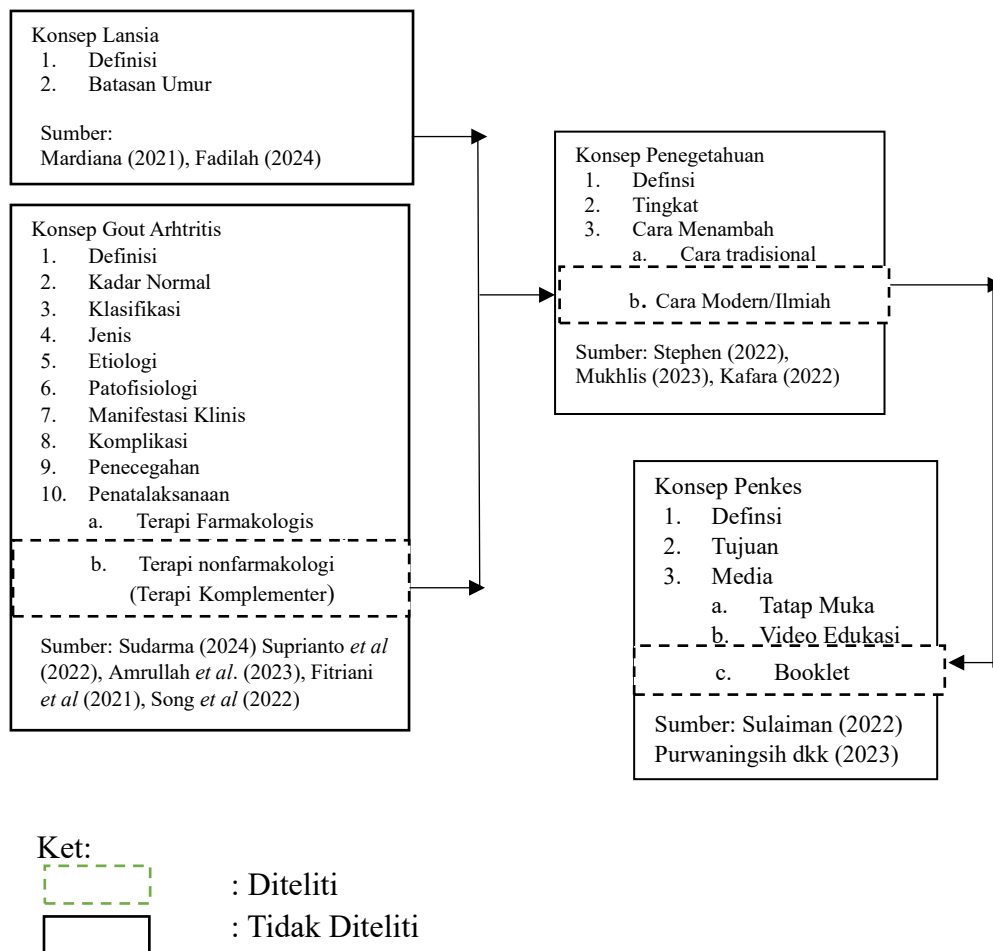 Konsep Lansia
1. Definisi
2. Batasan Umur
Sumber:
Mardiana (2021), Fadilah (2024)
Konsep Gout Arhtritis
1. Definisi
2. Kadar Normal
3. Klasifikasi
4. Jenis
5. Etiologi
6. Patofisiologi
7. Manifestasi Klinis
8. Komplikasi
9. Penecegahan
10. Penatalaksanaan
a. Terapi Farmakologis
b. Terapi nonfarmakologi
(Terapi Komplementer)
Sumber: Sudarma (2024) Suprianto et al
(2022), Amrullah et al. (2023), Fitriani
et al (2021), Song et al (2022)
Konsep Penegetahuan
1. Definsi
2. Tingkat
3. Cara Menambah
a. Cara tradisional
b. Cara Modern/Ilmiah
Sumber: Stephen (2022),
Mukhlis (2023), Kafara (2022)
Konsep Penkes
1. Definsi
2. Tujuan
3. Media
a. Tatap Muka
b. Video Edukasi
c. Booklet
Sumber: Sulaiman (2022)
Purwaningsih dkk (2023)
Ket:
: Diteliti
: Tidak Diteliti